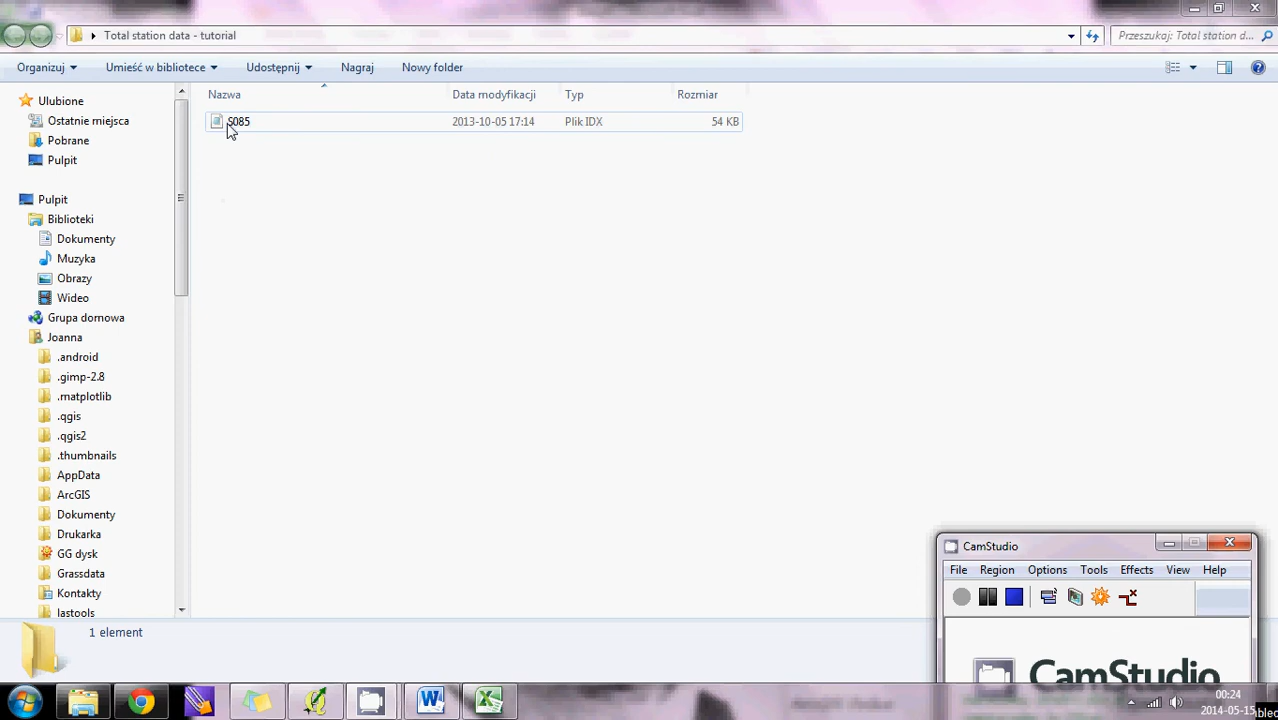 Total station data - tutorial
Przeszukaj: Total station d...
Organizuj
Umieść w bibliotece
Udostępnij
Nagraj
Nowy folder
Nazwa
Data modyfikacji
Typ
Rozmiar
S085
2013-10-05 17:14
Plik IDX
54 KB
Ulubione
Ostatnie miejsca
Pobrane
Pulpit
Pulpit
Biblioteki
Dokumenty
Muzyka
Obrazy
Wideo
Grupa domowa
Joanna
.android
.gimp-2.8
.matplotlib
.qgis
.qgis2
.thumbnails
AppData
ArcGIS
Dokumenty
Drukarka
GG dysk
Grassdata
Kontakty
lastools
1 element
CamStudio
File Region Options Tools Effects View Help
CamStudio
00:24
2014-05-15